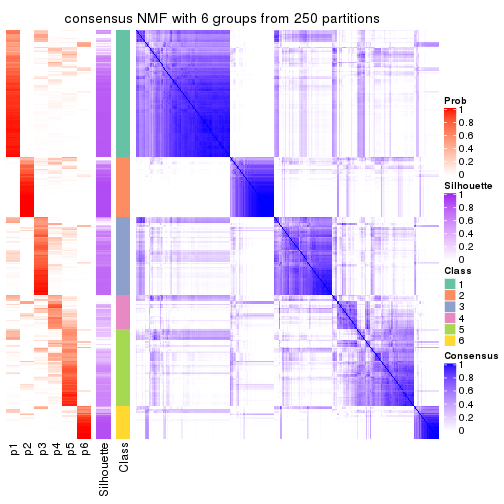 consensus NMF with 6 groups from 250 partitions
Prob
1
0.8
0.6
0.4
0.2
0
Silhouette
1
0.8
0.6
0.4
0.2
0
Class
1
2
3
4
5
6
Consensus
1
0.8
0.6
0.4
0.2
0
p1
p2
p3
p4
p5
p6
Silhouette
Class